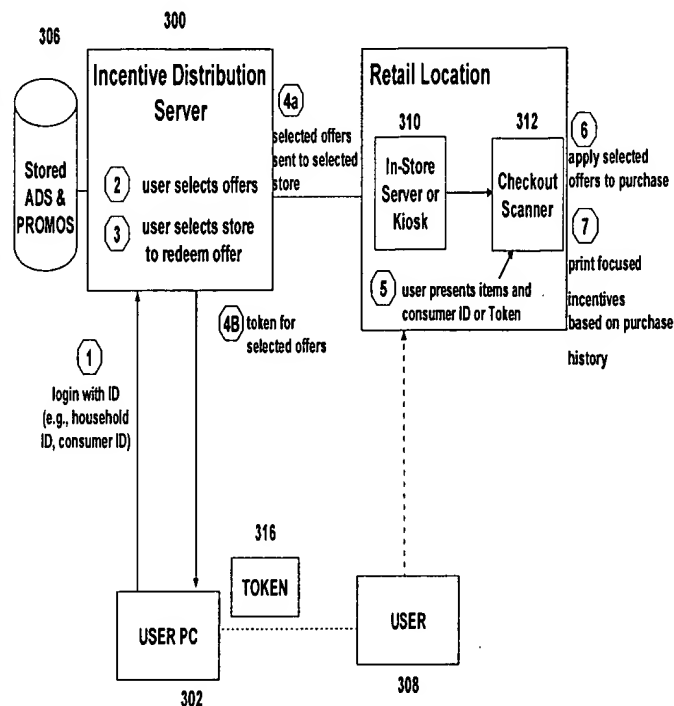 306
300
Incentive Distribution
Server
Stored
ADS &
PROMOS
2 user selects offers
3 user selects store
to redeem offer
4a
selected offers
sent to selected
store
Retail Location
310
In-Store
Server or
Kiosk
312
Checkout
Scanner
5 user presents items and
consumer ID or Token
6
apply selected
offers to purchase
7
print focused
incentives
based on purchase
history
1
login with ID
(e.g., household
ID, consumer ID)
4B token for
selected offers
316
TOKEN
USER PC
302
USER
308